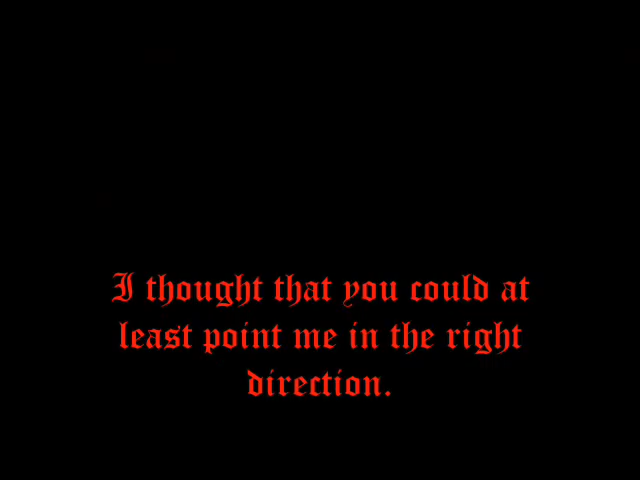 I thought that you could at
least point me in the right
direction.